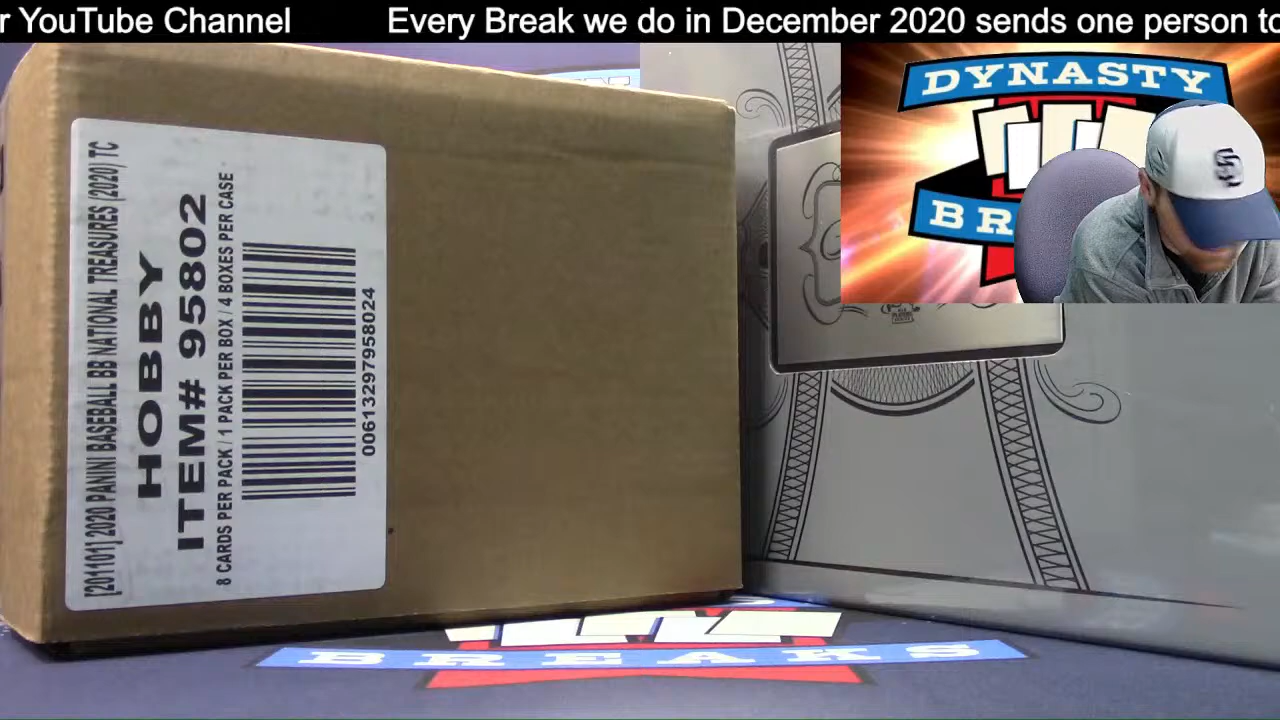 r YouTube Channel Every Break we do in December 2020 sends one person to
DYNASTY
BR
[201101] 2020 PANINI BASEBALL BB NATIONAL TREASURES (2020) TC
HOBBY
ITEM# 95802
8 CARDS PER PACK / 1 PACK PER BOX / 4 BOXES PER CASE
00613297958024
BREAKS